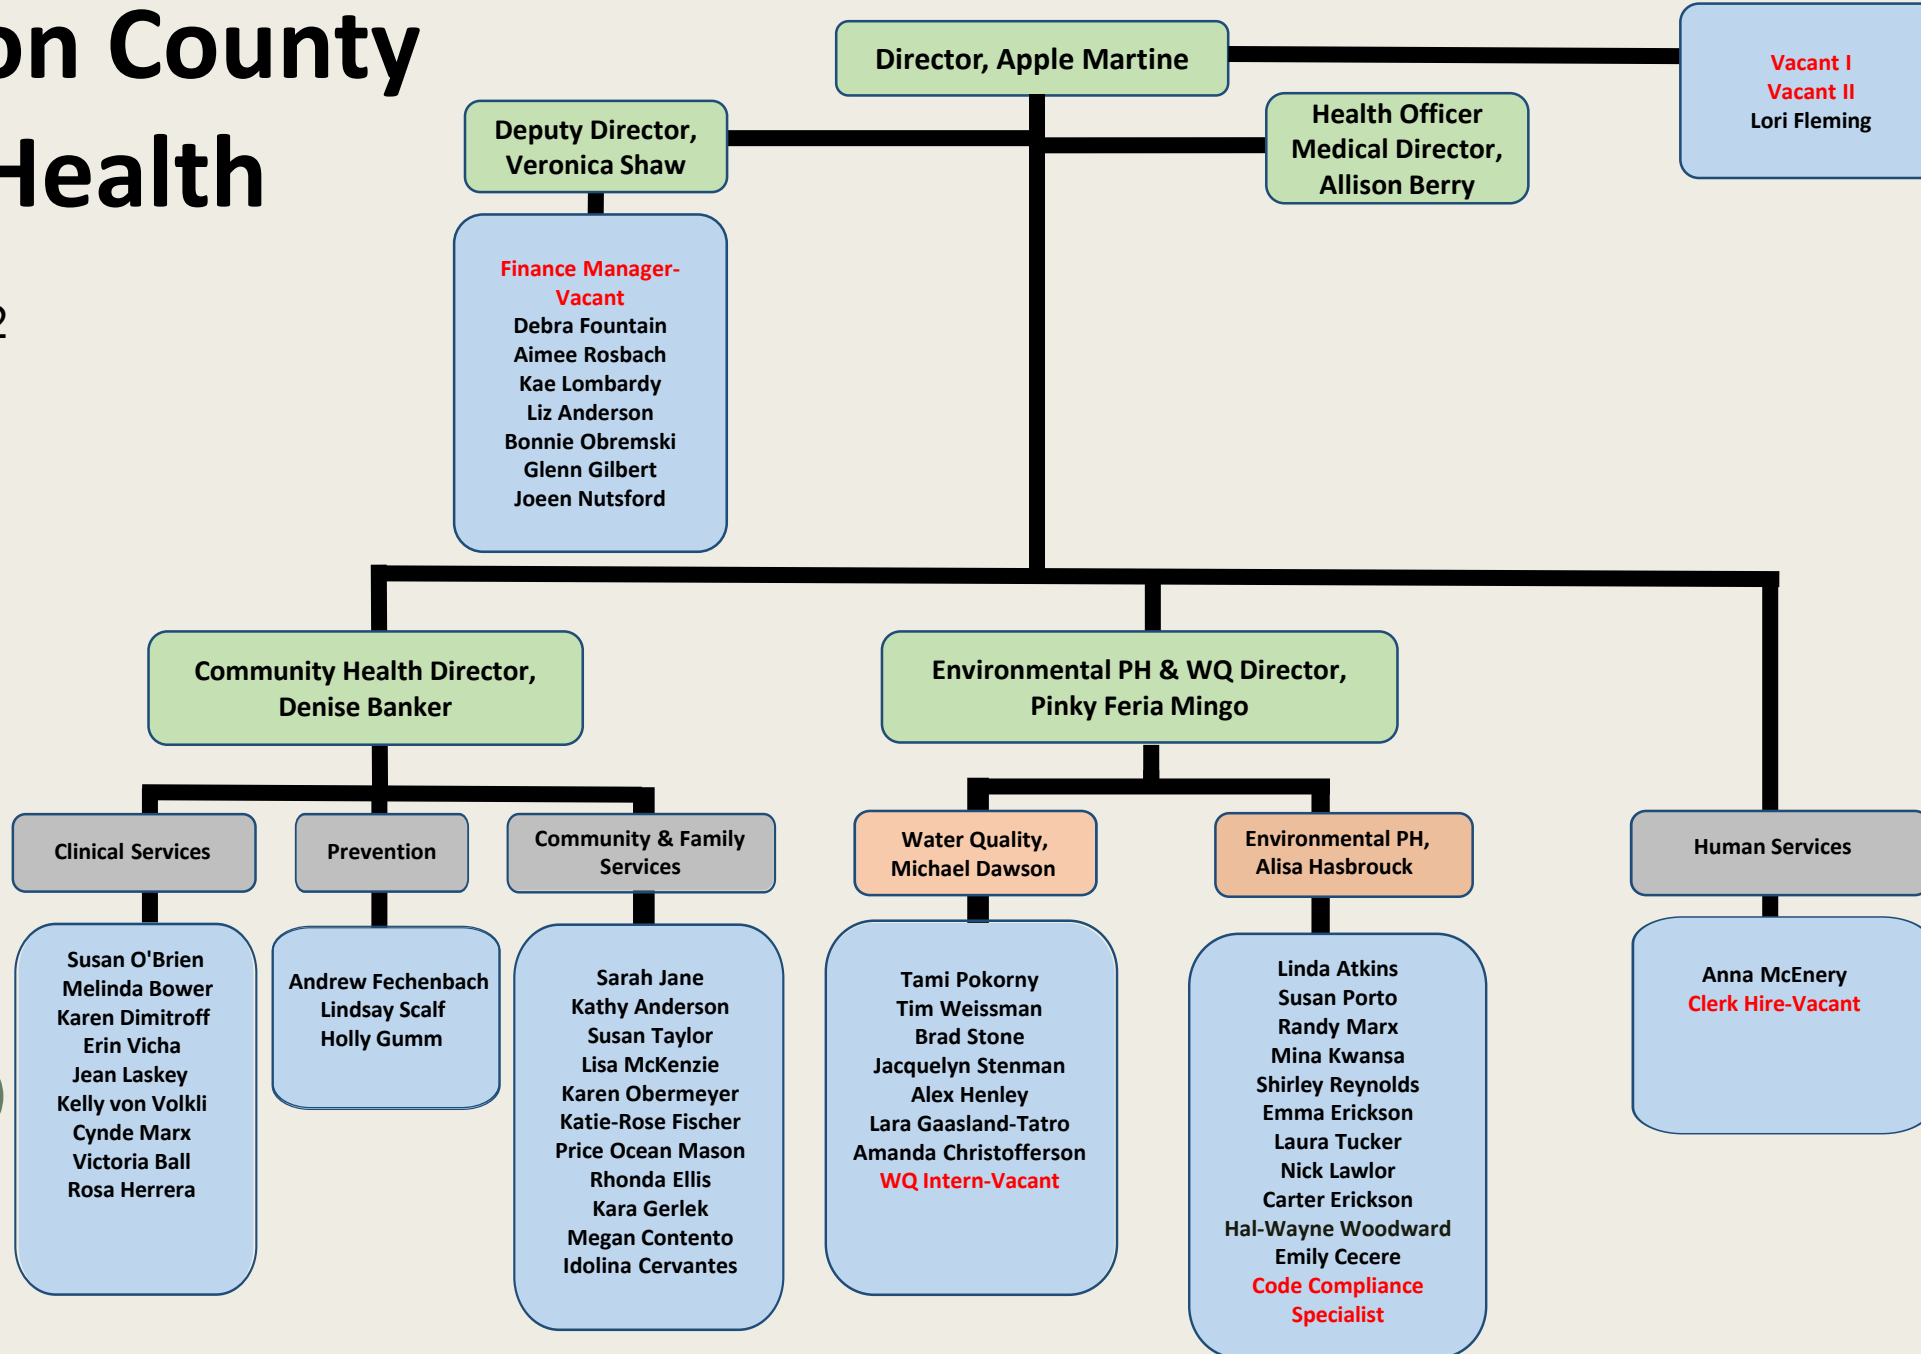 on County
Health
2
Director, Apple Martine
Vacant I
Vacant II
Lori Fleming
Deputy Director,
Veronica Shaw
Health Officer
Medical Director,
Allison Berry
Finance Manager-
Vacant
Debra Fountain
Aimee Rosbach
Kae Lombardy
Liz Anderson
Bonnie Obremski
Glenn Gilbert
Joeen Nutsford
Community Health Director,
Denise Banker
Environmental PH & WQ Director,
Pinky Feria Mingo
Clinical Services
Prevention
Community & Family
Services
Water Quality,
Michael Dawson
Environmental PH,
Alisa Hasbrouck
Human Services
Susan O'Brien
Melinda Bower
Karen Dimitroff
Erin Vicha
Jean Laskey
Kelly von Volkli
Cynde Marx
Victoria Ball
Rosa Herrera
Andrew Fechenbach
Lindsay Scalf
Holly Gumm
Sarah Jane
Kathy Anderson
Susan Taylor
Lisa McKenzie
Karen Obermeyer
Katie-Rose Fischer
Price Ocean Mason
Rhonda Ellis
Kara Gerlek
Megan Contento
Idolina Cervantes
Tami Pokorny
Tim Weissman
Brad Stone
Jacquelyn Stenman
Alex Henley
Lara Gaasland-Tatro
Amanda Christofferson
WQ Intern-Vacant
Linda Atkins
Susan Porto
Randy Marx
Mina Kwansa
Shirley Reynolds
Emma Erickson
Laura Tucker
Nick Lawlor
Carter Erickson
Hal-Wayne Woodward
Emily Cecere
Code Compliance
Specialist
Anna McEnery
Clerk Hire-Vacant